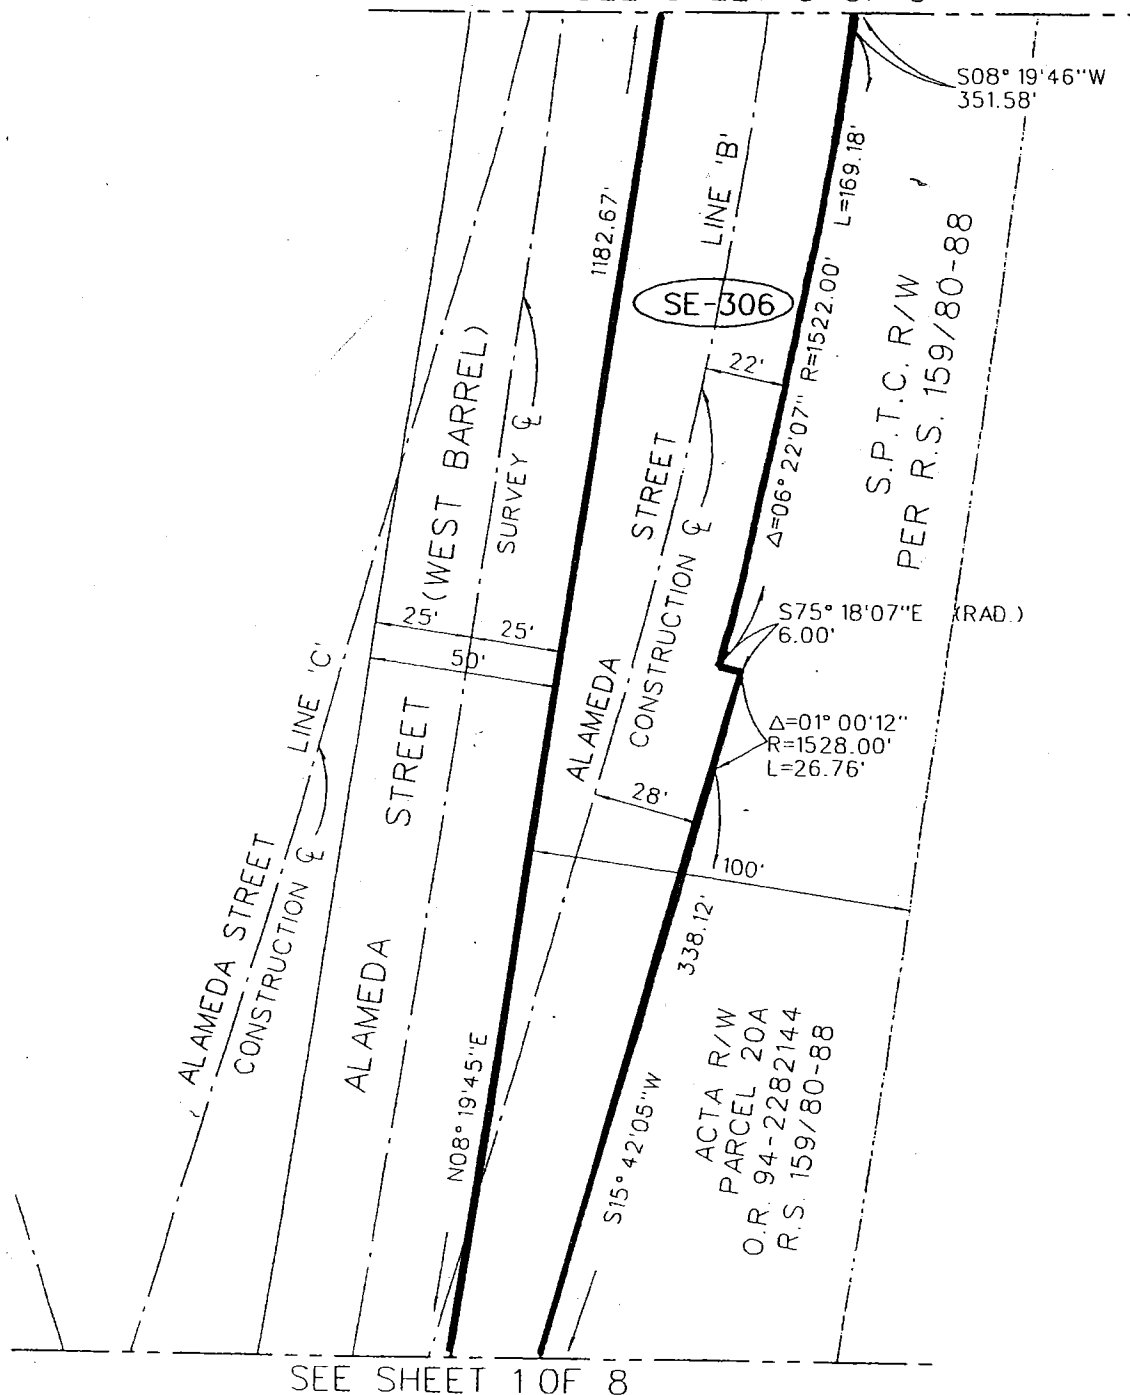 S08° 19'46"W
351.58'
L=169.18'
LINE 'B'
1182.67'
SE-306
22'
R=1522.00'
Δ=06° 22'07"
S.P.T.C. R/W
PER R.S. 159/80-88
(WEST BARREL)
SURVEY ℄
STREET
CONSTRUCTION ℄
ALAMEDA
25'
25'
50'
S75° 18'07"E (RAD.)
6.00'
Δ=01° 00'12"
R=1528.00'
L=26.76'
LINE 'C'
STREET
28'
100'
ALAMEDA STREET
CONSTRUCTION ℄
ALAMEDA
338.12'
N08° 19'45"E
S15° 42'05"W
ACTA R/W
PARCEL 20A
O.R. 94-2282144
R.S. 159/80-88
SEE SHEET 1 OF 8